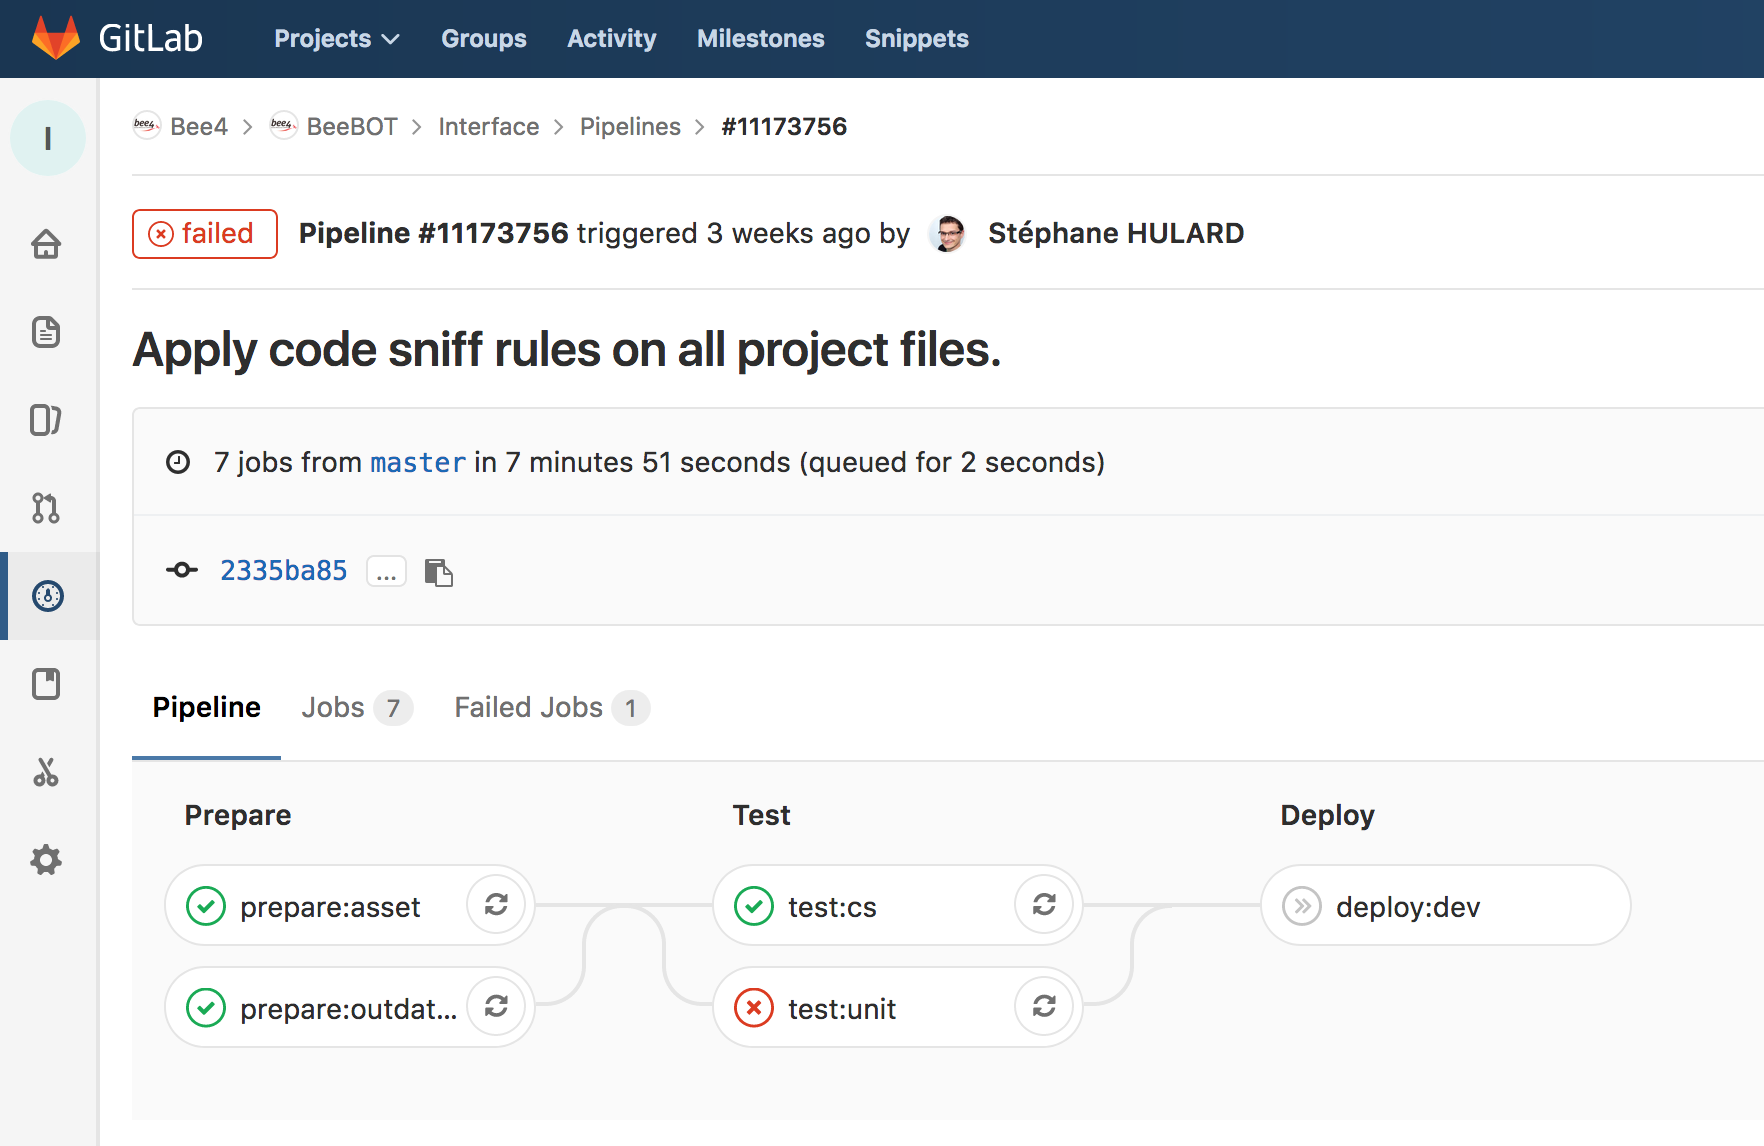 GitLab Projects Groups Activity Milestones Snippets
I
bee4 Bee4 > bee4 BeeBOT > Interface > Pipelines > #11173756
failed Pipeline #11173756 triggered 3 weeks ago by Stéphane HULARD
Apply code sniff rules on all project files.
7 jobs from master in 7 minutes 51 seconds (queued for 2 seconds)
2335ba85 ...
Pipeline Jobs 7 Failed Jobs 1
Prepare Test Deploy
prepare:asset test:cs deploy:dev
prepare:outdat... test:unit